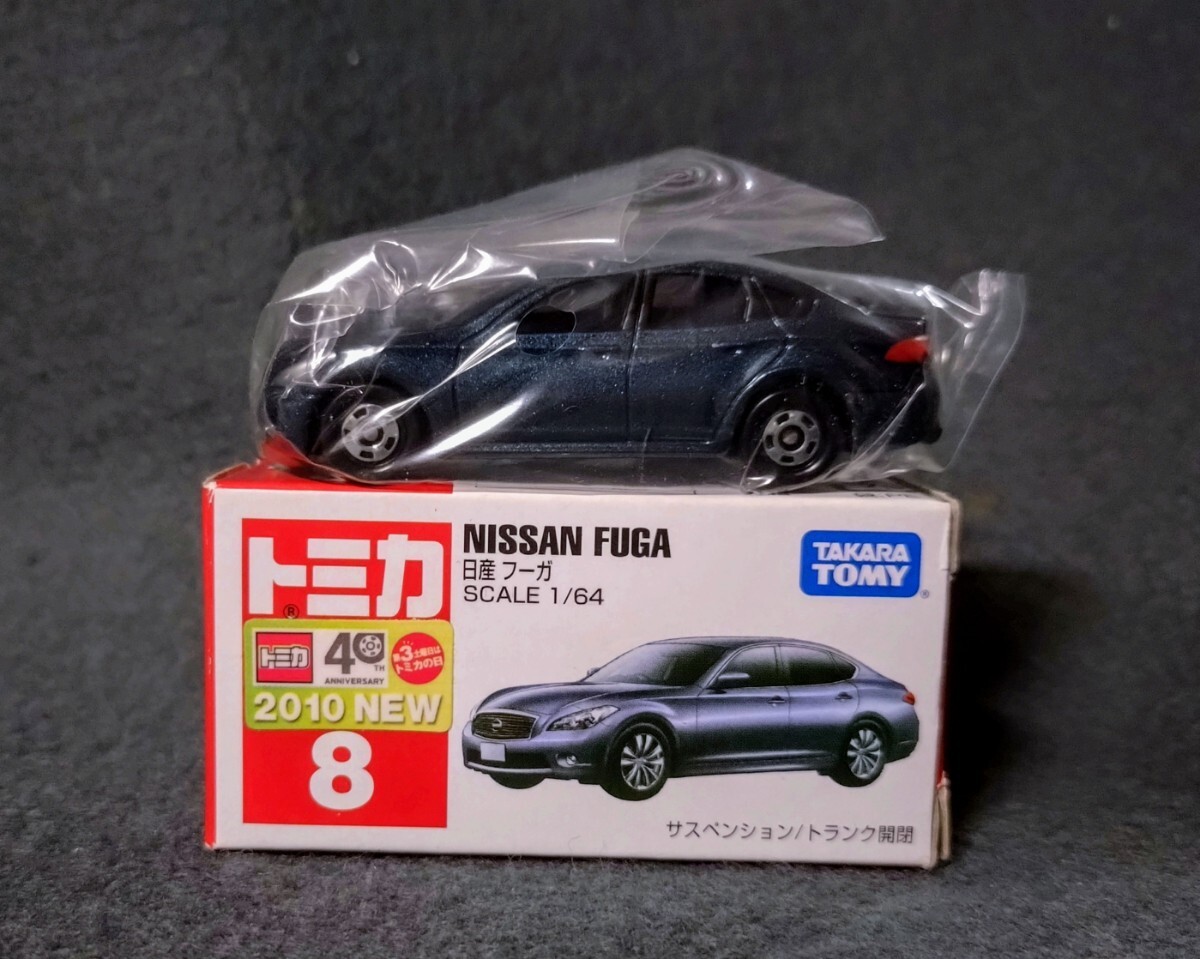 トミカ
®
NISSAN FUGA
日産 フーガ
SCALE 1/64
TAKARA
TOMY
®
トミカ
40
TH
ANNIVERSARY
第3土曜日は
トミカの日
2010 NEW
8
サスペンション/トランク開閉